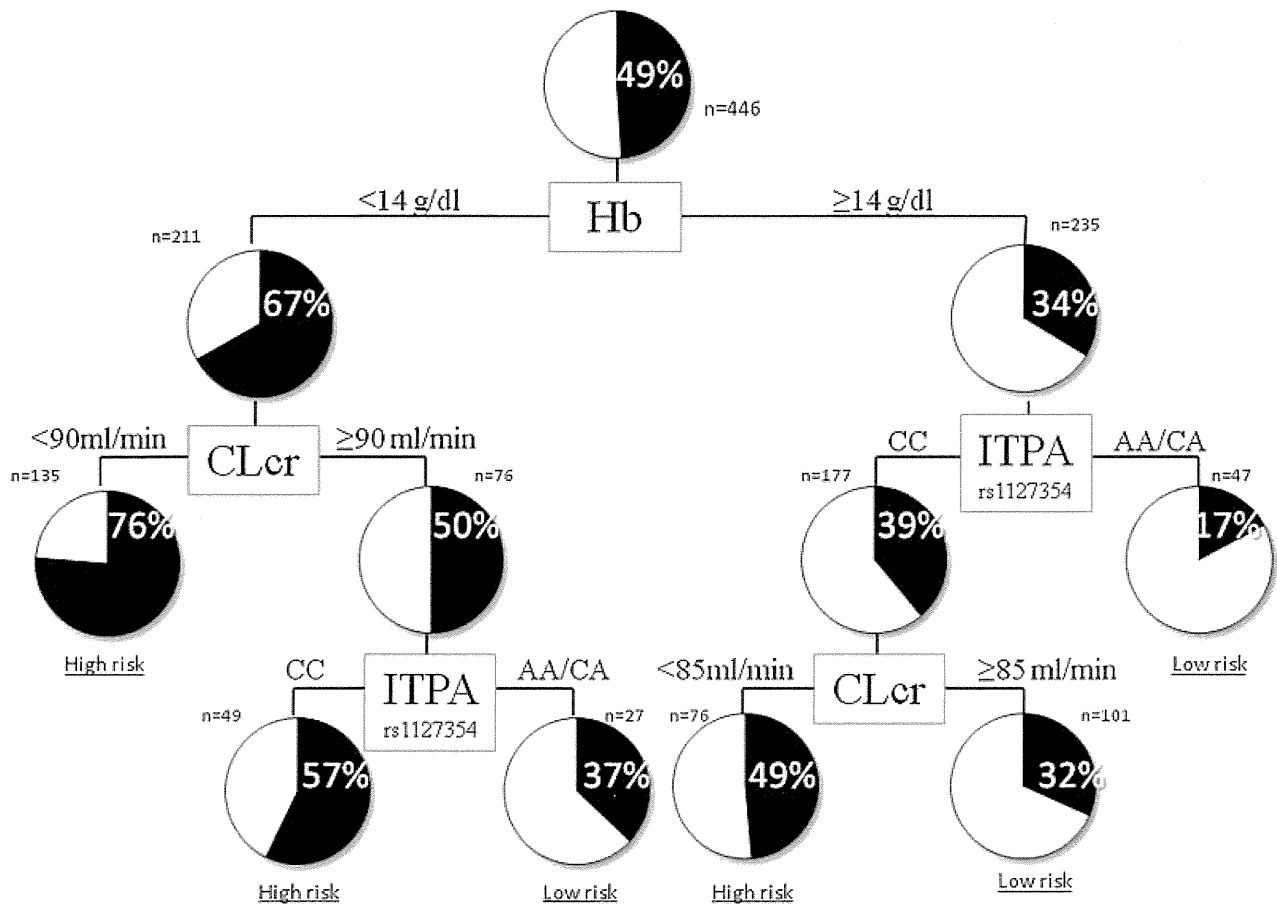 49%
n=446
<14 g/dl
Hb
≥14 g/dl
n=211
67%
n=235
34%
<90ml/min
CLcr
≥90 ml/min
n=135
76%
High risk
n=76
50%
CC
ITPA
rs1127354
AA/CA
n=177
39%
n=47
17%
Low risk
CC
ITPA
rs1127354
AA/CA
n=49
57%
High risk
n=27
37%
Low risk
<85ml/min
CLcr
≥85 ml/min
n=76
49%
High risk
n=101
32%
Low risk